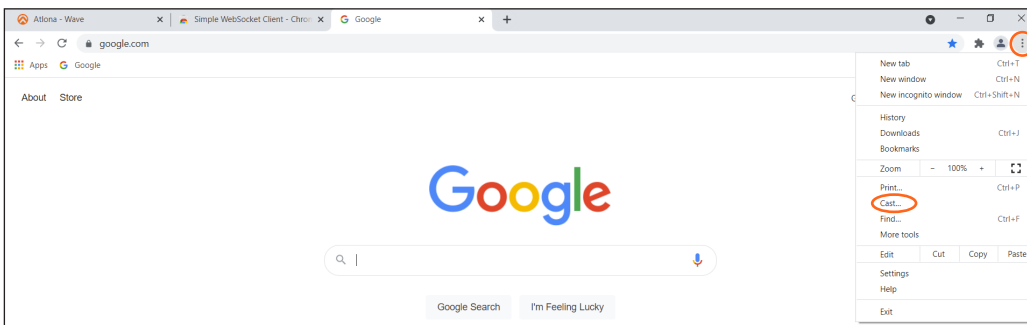 Atlona - Wave
Simple WebSocket Client - Chro
Google
google.com
Apps Google
About Store
New tab Ctrl+T
New window Ctrl+N
New incognito window Ctrl+Shift+N
History
Downloads Ctrl+J
Bookmarks
Zoom - 100% +
Print... Ctrl+P
Cast...
Find... Ctrl+F
More tools
Edit Cut Copy Paste
Settings
Help
Exit
Google
Google Search I'm Feeling Lucky